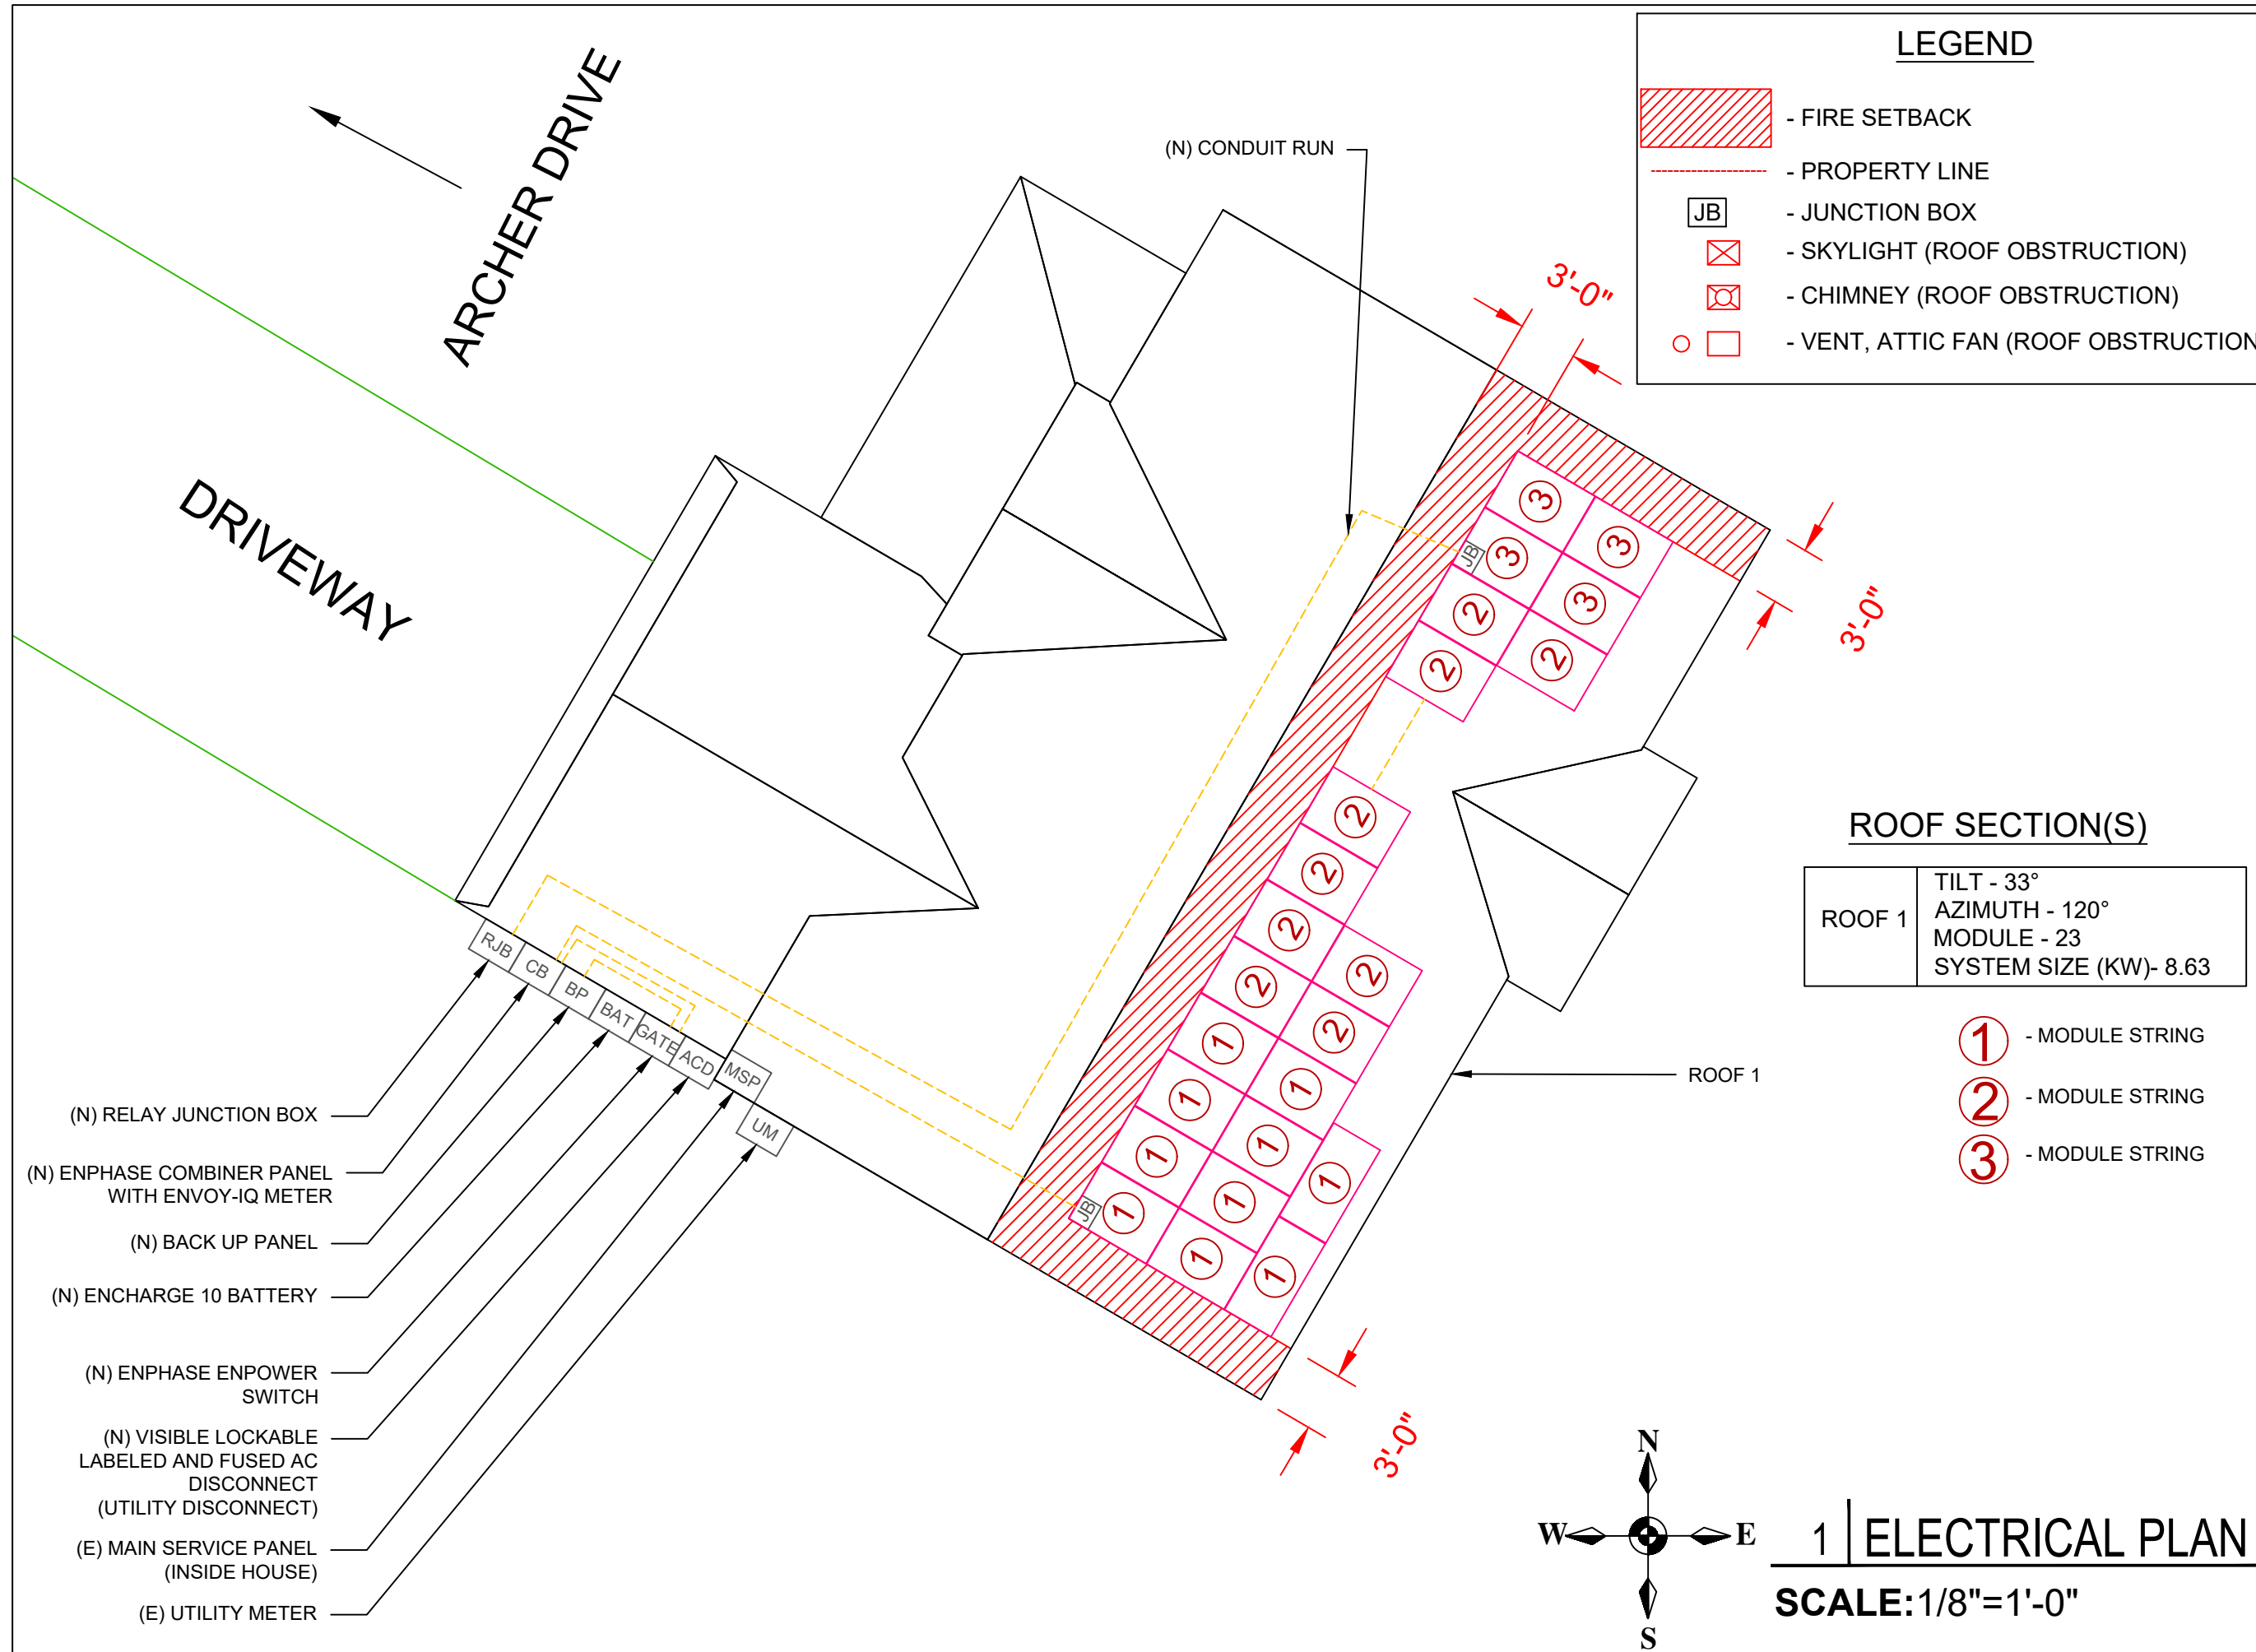 LEGEND
- FIRE SETBACK
- PROPERTY LINE
JB - JUNCTION BOX
- SKYLIGHT (ROOF OBSTRUCTION)
- CHIMNEY (ROOF OBSTRUCTION)
- VENT, ATTIC FAN (ROOF OBSTRUCTION
ARCHER DRIVE
(N) CONDUIT RUN
3'-0"
DRIVEWAY
3
3
JB
3
3
2
2
2
3'-0"
2
2
2
2
2
2
1
1
1
1
1
1
1
JB
1
1
1
1
ROOF SECTION(S)
ROOF 1
TILT - 33°
AZIMUTH - 120°
MODULE - 23
SYSTEM SIZE (KW)- 8.63
1 - MODULE STRING
2 - MODULE STRING
3 - MODULE STRING
ROOF 1
RJB
CB
BP
BAT
GATE
ACD
MSP
UM
(N) RELAY JUNCTION BOX
(N) ENPHASE COMBINER PANEL
WITH ENVOY-IQ METER
(N) BACK UP PANEL
(N) ENCHARGE 10 BATTERY
(N) ENPHASE ENPOWER
SWITCH
(N) VISIBLE LOCKABLE
LABELED AND FUSED AC
DISCONNECT
(UTILITY DISCONNECT)
(E) MAIN SERVICE PANEL
(INSIDE HOUSE)
(E) UTILITY METER
3'-0"
N
W E
S
1 ELECTRICAL PLAN
SCALE:1/8"=1'-0"